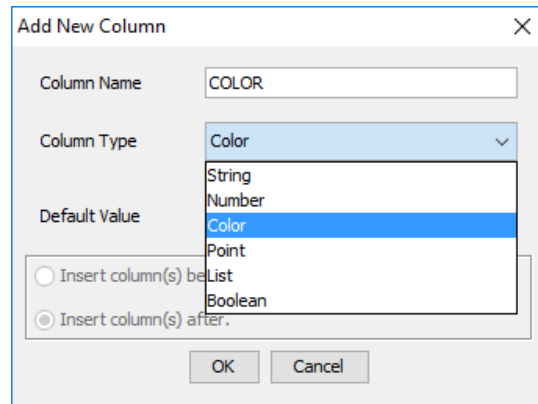 Add New Column
Column Name COLOR
Column Type Color
String
Number
Default Value Color
Point
Insert column(s) be List
Boolean
Insert column(s) after.
OK Cancel